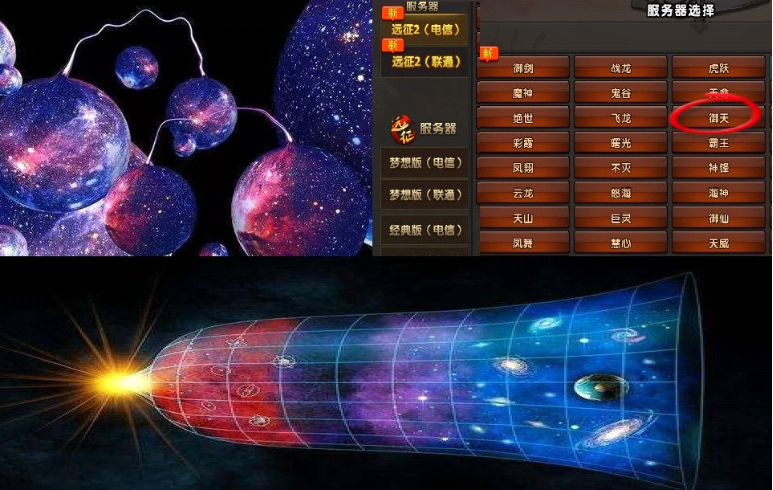 服务器
服务器选择
新
远征2（电信）
新
远征2（联通）
远征
服务器
梦想版（电信）
梦想版（联通）
经典版（电信）
新
御剑 战龙 虎跃
魔神 鬼谷 天命
绝世 飞龙 御天
彩霞 曙光 霸王
凤翔 不灭 神锋
云龙 怒海 海神
天山 巨灵 御仙
凤舞 慧心 天威